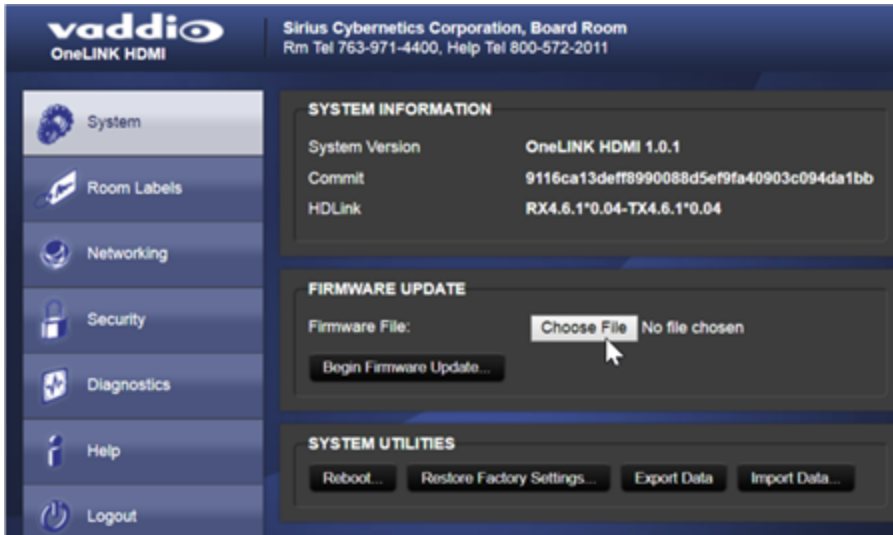 vaddio
OneLINK HDMI
Sirius Cybernetics Corporation, Board Room
Rm Tel 763-971-4400, Help Tel 800-572-2011
System
Room Labels
Networking
Security
Diagnostics
Help
Logout
SYSTEM INFORMATION
System Version OneLINK HDMI 1.0.1
Commit 9116ca13deff8990088d5ef9fa40903c094da1bb
HDLink RX4.6.1*0.04-TX4.6.1*0.04
FIRMWARE UPDATE
Firmware File: Choose File No file chosen
Begin Firmware Update...
SYSTEM UTILITIES
Reboot... Restore Factory Settings... Export Data Import Data...